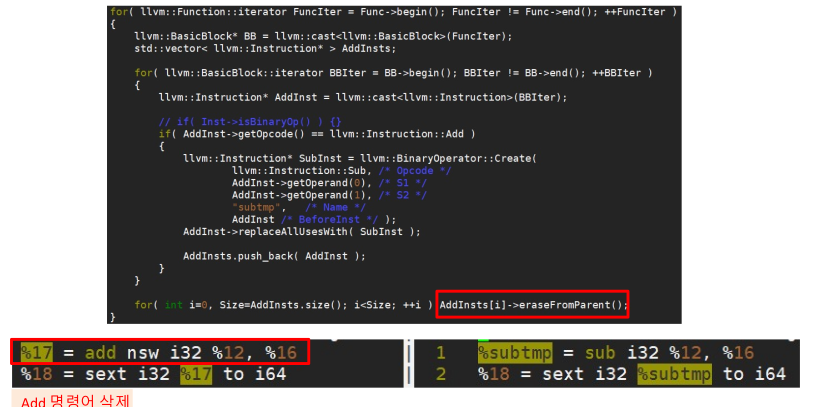 for( llvm::Function::iterator FuncIter = Func->begin(); FuncIter != Func->end(); ++FuncIter )
{
llvm::BasicBlock* BB = llvm::cast<llvm::BasicBlock>(FuncIter);
std::vector< llvm::Instruction* > AddInsts;
for( llvm::BasicBlock::iterator BBIter = BB->begin(); BBIter != BB->end(); ++BBIter )
{
llvm::Instruction* AddInst = llvm::cast<llvm::Instruction>(BBIter);
// if( Inst->isBinaryOp() ) {}
if( AddInst->getOpcode() == llvm::Instruction::Add )
{
llvm::Instruction* SubInst = llvm::BinaryOperator::Create(
llvm::Instruction::Sub, /* Opcode */
AddInst->getOperand(0), /* S1 */
AddInst->getOperand(1), /* S2 */
"subtmp", /* Name */
AddInst /* BeforeInst */ );
AddInst->replaceAllUsesWith( SubInst );
AddInsts.push_back( AddInst );
}
}
for( int i=0, Size=AddInsts.size(); i<Size; ++i ) AddInsts[i]->eraseFromParent();
}
%17 = add nsw i32 %12, %16 | 1 %subtmp = sub i32 %12, %16
%18 = sext i32 %17 to i64 | 2 %18 = sext i32 %subtmp to i64
Add 명령어 삭제